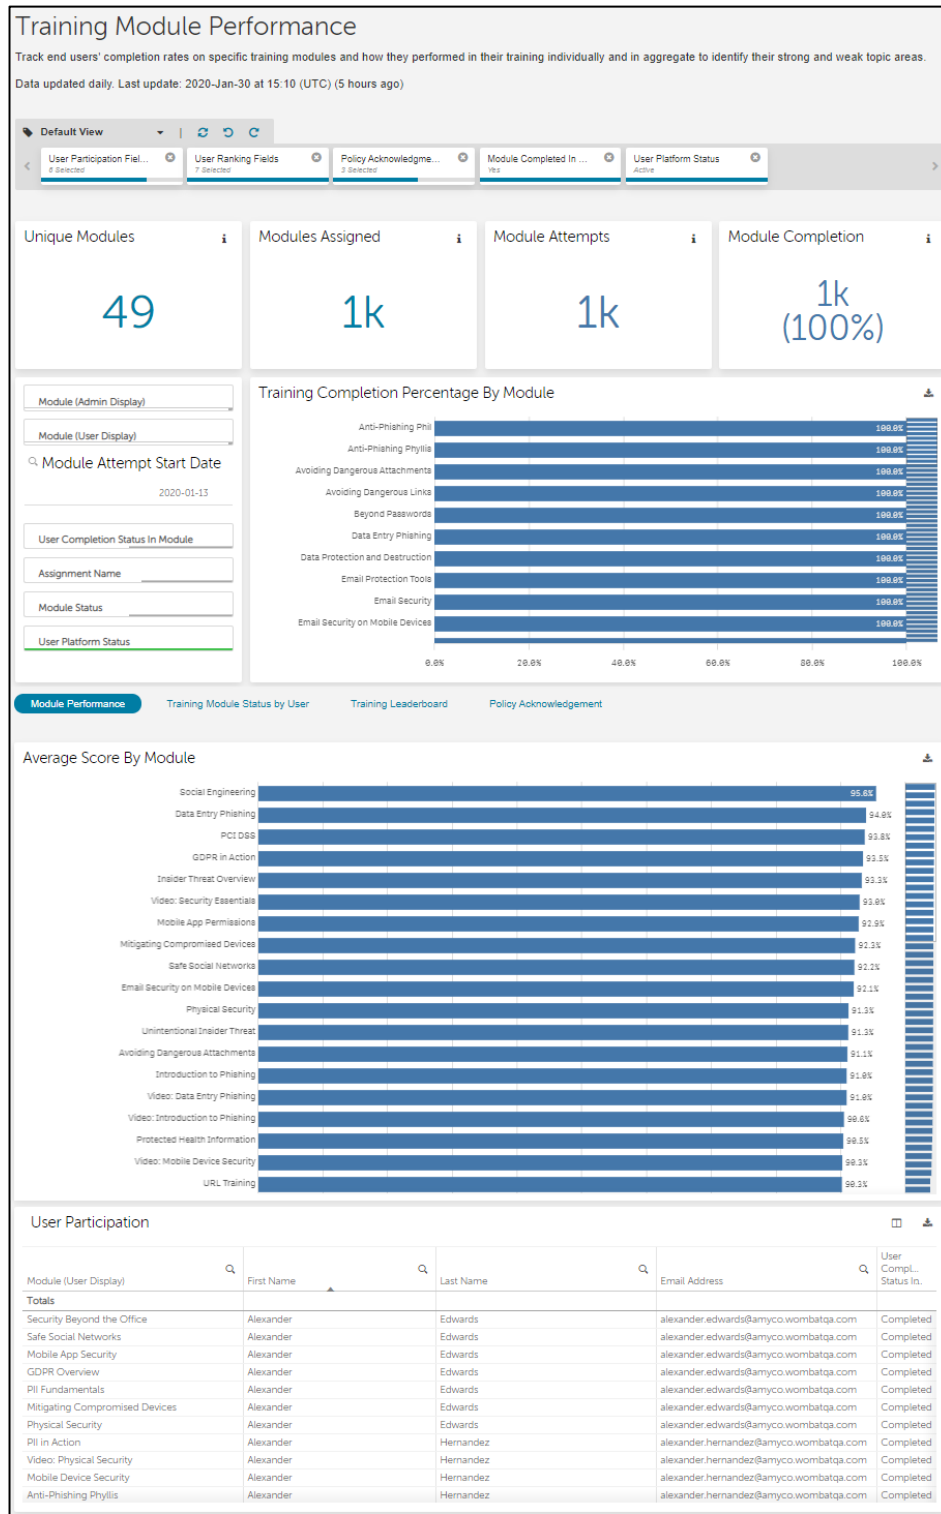 Training Module Performance
Track end users' completion rates on specific training modules and how they performed in their training individually and in aggregate to identify their strong and weak topic areas.
Data updated daily. Last update: 2020-Jan-30 at 15:10 (UTC) (5 hours ago)
Default View
User Participation Fiel...
6 Selected
User Ranking Fields
7 Selected
Policy Acknowledgme...
3 Selected
Module Completed In ...
Yes
User Platform Status
Active
Unique Modules
49
Modules Assigned
1k
Module Attempts
1k
Module Completion
1k
(100%)
Module (Admin Display)
Module (User Display)
Module Attempt Start Date
2020-01-13
User Completion Status In Module
Assignment Name
Module Status
User Platform Status
Training Completion Percentage By Module
Anti-Phishing Phil 100.0%
Anti-Phishing Phyllis 100.0%
Avoiding Dangerous Attachments 100.0%
Avoiding Dangerous Links 100.0%
Beyond Passwords 100.0%
Data Entry Phishing 100.0%
Data Protection and Destruction 100.0%
Email Protection Tools 100.0%
Email Security 100.0%
Email Security on Mobile Devices 100.0%
0.0% 20.0% 40.0% 60.0% 80.0% 100.0%
Module Performance Training Module Status by User Training Leaderboard Policy Acknowledgement
Average Score By Module
Social Engineering 95.6%
Data Entry Phishing 94.0%
PCI DSS 93.8%
GDPR in Action 93.5%
Insider Threat Overview 93.3%
Video: Security Essentials 93.0%
Mobile App Permissions 92.9%
Mitigating Compromised Devices 92.3%
Safe Social Networks 92.2%
Email Security on Mobile Devices 92.1%
Physical Security 91.3%
Unintentional Insider Threat 91.3%
Avoiding Dangerous Attachments 91.1%
Introduction to Phishing 91.0%
Video: Data Entry Phishing 91.0%
Video: Introduction to Phishing 90.6%
Protected Health Information 90.5%
Video: Mobile Device Security 90.3%
URL Training 90.3%
User Participation
Module (User Display) First Name Last Name Email Address User Compl... Status In..
Totals
Security Beyond the Office Alexander Edwards alexander.edwards@amyco.wombatqa.com Completed
Safe Social Networks Alexander Edwards alexander.edwards@amyco.wombatqa.com Completed
Mobile App Security Alexander Edwards alexander.edwards@amyco.wombatqa.com Completed
GDPR Overview Alexander Edwards alexander.edwards@amyco.wombatqa.com Completed
PII Fundamentals Alexander Edwards alexander.edwards@amyco.wombatqa.com Completed
Mitigating Compromised Devices Alexander Edwards alexander.edwards@amyco.wombatqa.com Completed
Physical Security Alexander Edwards alexander.edwards@amyco.wombatqa.com Completed
PII in Action Alexander Hernandez alexander.hernandez@amyco.wombatqa.com Completed
Video: Physical Security Alexander Hernandez alexander.hernandez@amyco.wombatqa.com Completed
Mobile Device Security Alexander Hernandez alexander.hernandez@amyco.wombatqa.com Completed
Anti-Phishing Phyllis Alexander Hernandez alexander.hernandez@amyco.wombatqa.com Completed